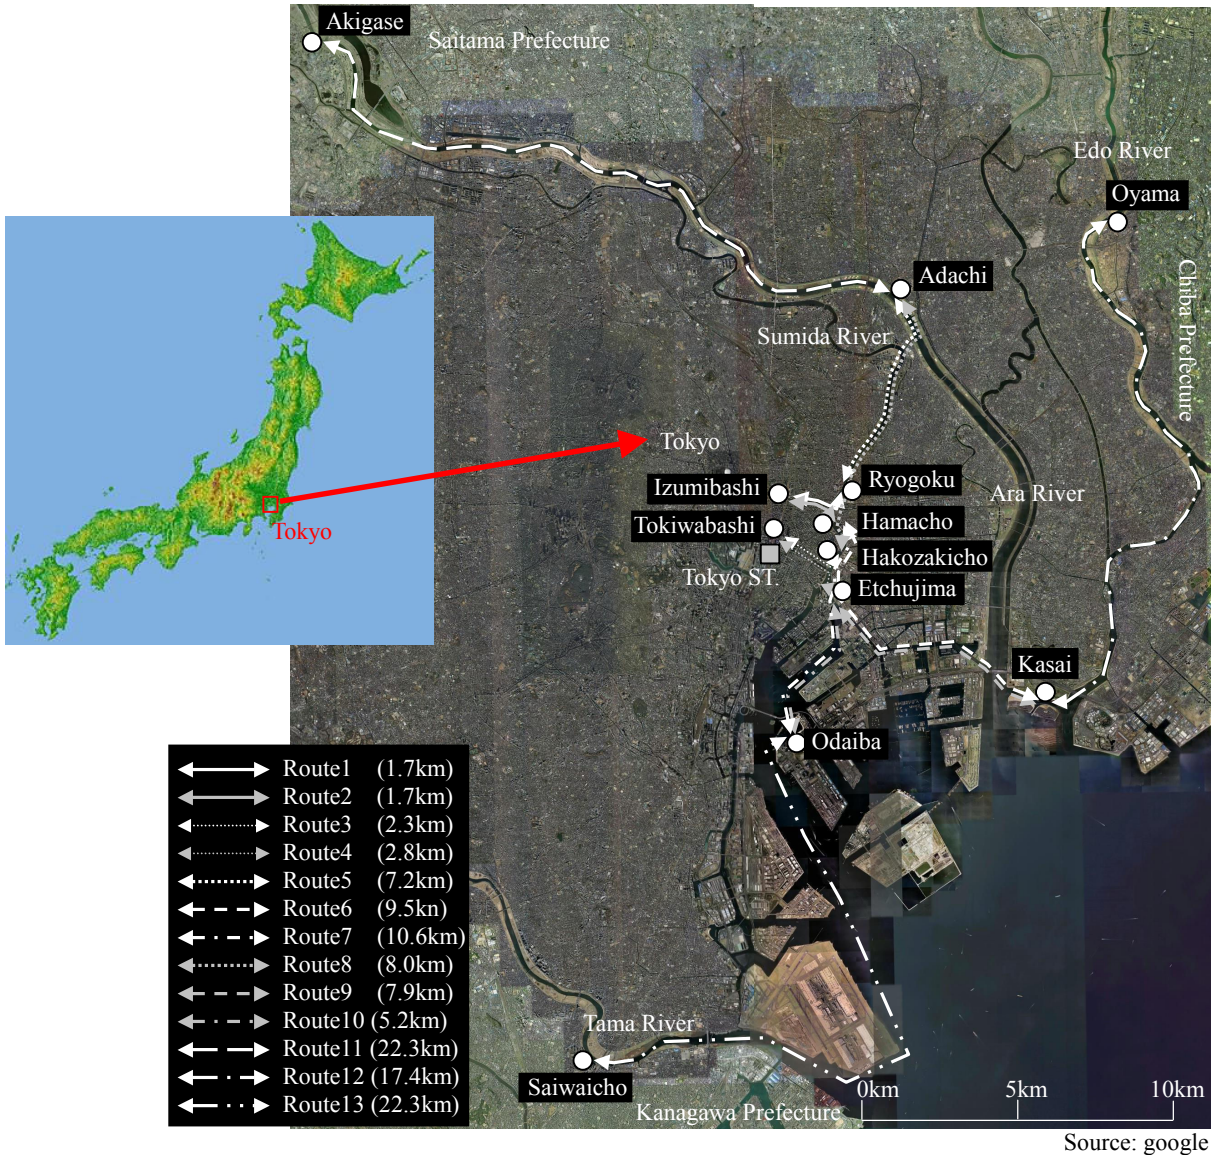 Akigase
Saitama Prefecture
Edo River
Oyama
Chiba Prefecture
Adachi
Sumida River
Tokyo
Izumibashi
Ryogoku
Ara River
Tokiwabashi
Hamacho
Tokyo
Hakozakicho
Tokyo ST.
Etchujima
Kasai
Odaiba
Route1 (1.7km)
Route2 (1.7km)
Route3 (2.3km)
Route4 (2.8km)
Route5 (7.2km)
Route6 (9.5kn)
Route7 (10.6km)
Route8 (8.0km)
Route9 (7.9km)
Route10 (5.2km)
Route11 (22.3km)
Route12 (17.4km)
Route13 (22.3km)
Tama River
Saiwaicho
Kanagawa Prefecture
0km 5km 10km
Source: google